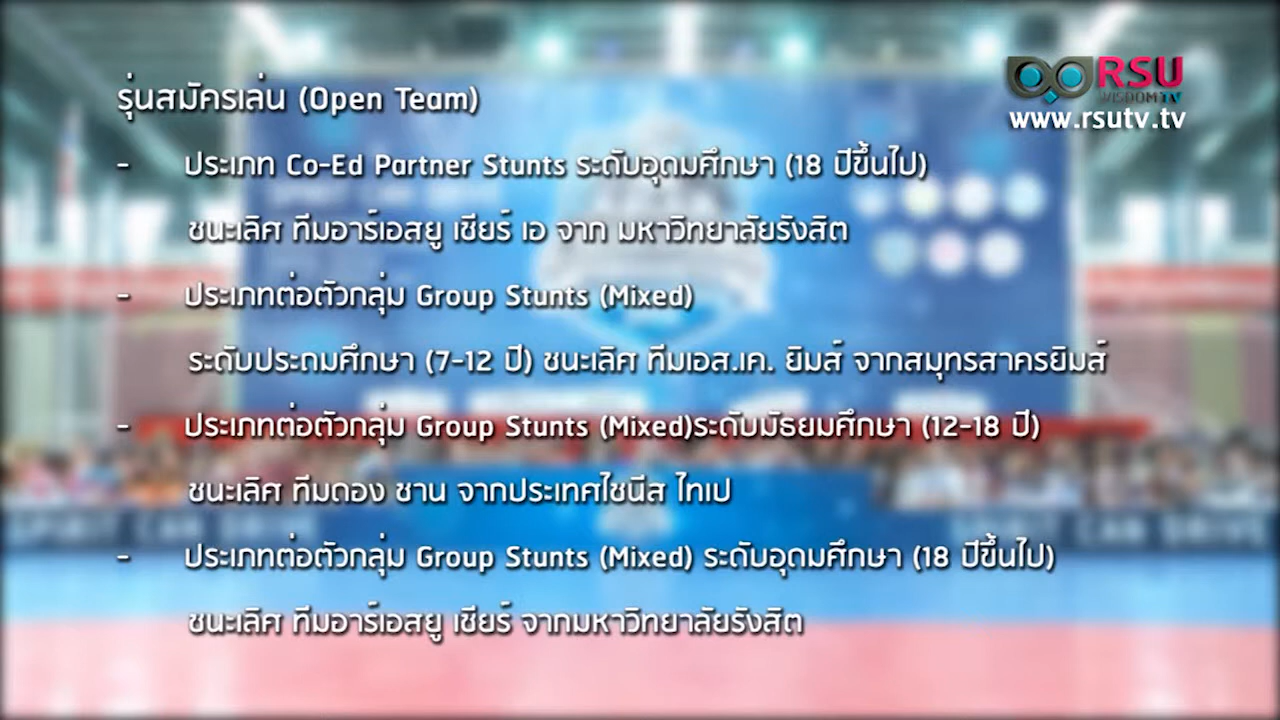 RSU
WISDOM TV
www.rsutv.tv
รุ่นสมัครเล่น (Open Team)
- ประเภท Co-Ed Partner Stunts ระดับอุดมศึกษา (18 ปีขึ้นไป)
ชนะเลิศ ทีมอาร์เอสยู เชียร์ เอ จาก มหาวิทยาลัยรังสิต
- ประเภทต่อตัวกลุ่ม Group Stunts (Mixed)
ระดับประถมศึกษา (7-12 ปี) ชนะเลิศ ทีมเอส.เค. ยิมส์ จากสมุทรสาครยิมส์
- ประเภทต่อตัวกลุ่ม Group Stunts (Mixed)ระดับมัธยมศึกษา (12-18 ปี)
ชนะเลิศ ทีมดอง ชาน จากประเทศไชนีส ไทเป
- ประเภทต่อตัวกลุ่ม Group Stunts (Mixed) ระดับอุดมศึกษา (18 ปีขึ้นไป)
ชนะเลิศ ทีมอาร์เอสยู เชียร์ จากมหาวิทยาลัยรังสิต